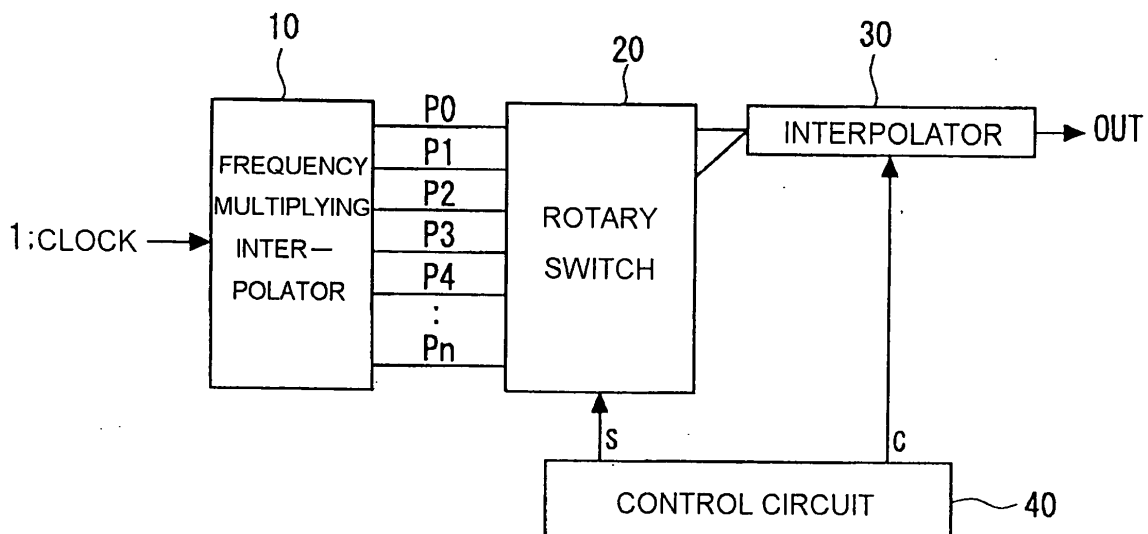 10
20
30
P0
P1
P2
P3
P4
:
Pn
FREQUENCY
MULTIPLYING
INTER—
POLATOR
1;CLOCK
ROTARY
SWITCH
INTERPOLATOR
OUT
S
C
CONTROL CIRCUIT
40